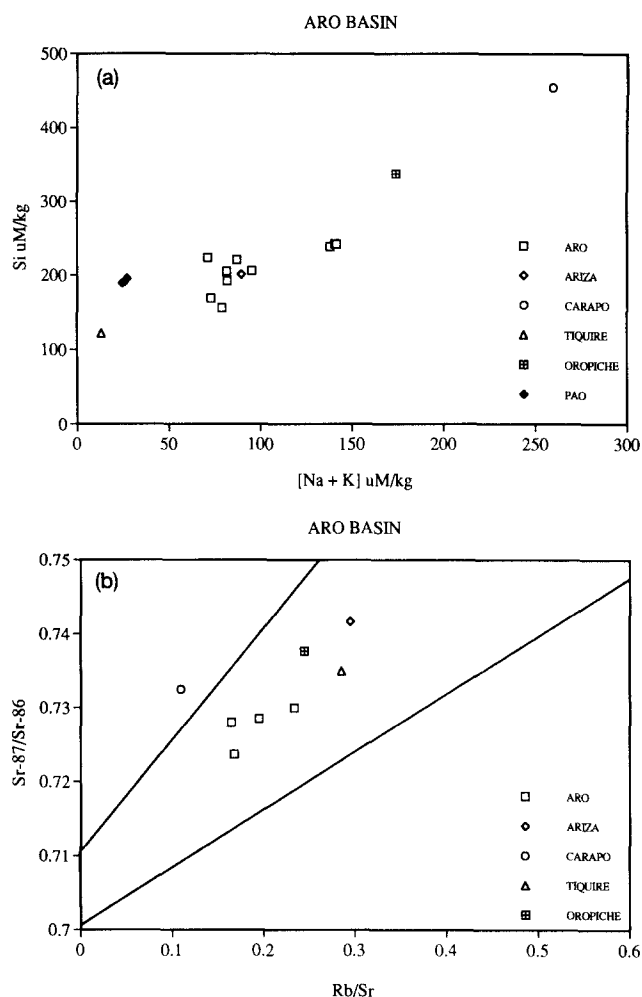 ARO BASIN
(a)
500
400
300
200
100
0
Si uM/kg
0 50 100 150 200 250 300
[Na + K] uM/kg
ARO
ARIZA
CARAPO
TIQUIRE
OROPICHE
PAO
ARO BASIN
(b)
0.75
0.74
0.73
0.72
0.71
0.7
Sr-87/Sr-86
0 0.1 0.2 0.3 0.4 0.5 0.6
Rb/Sr
ARO
ARIZA
CARAPO
TIQUIRE
OROPICHE